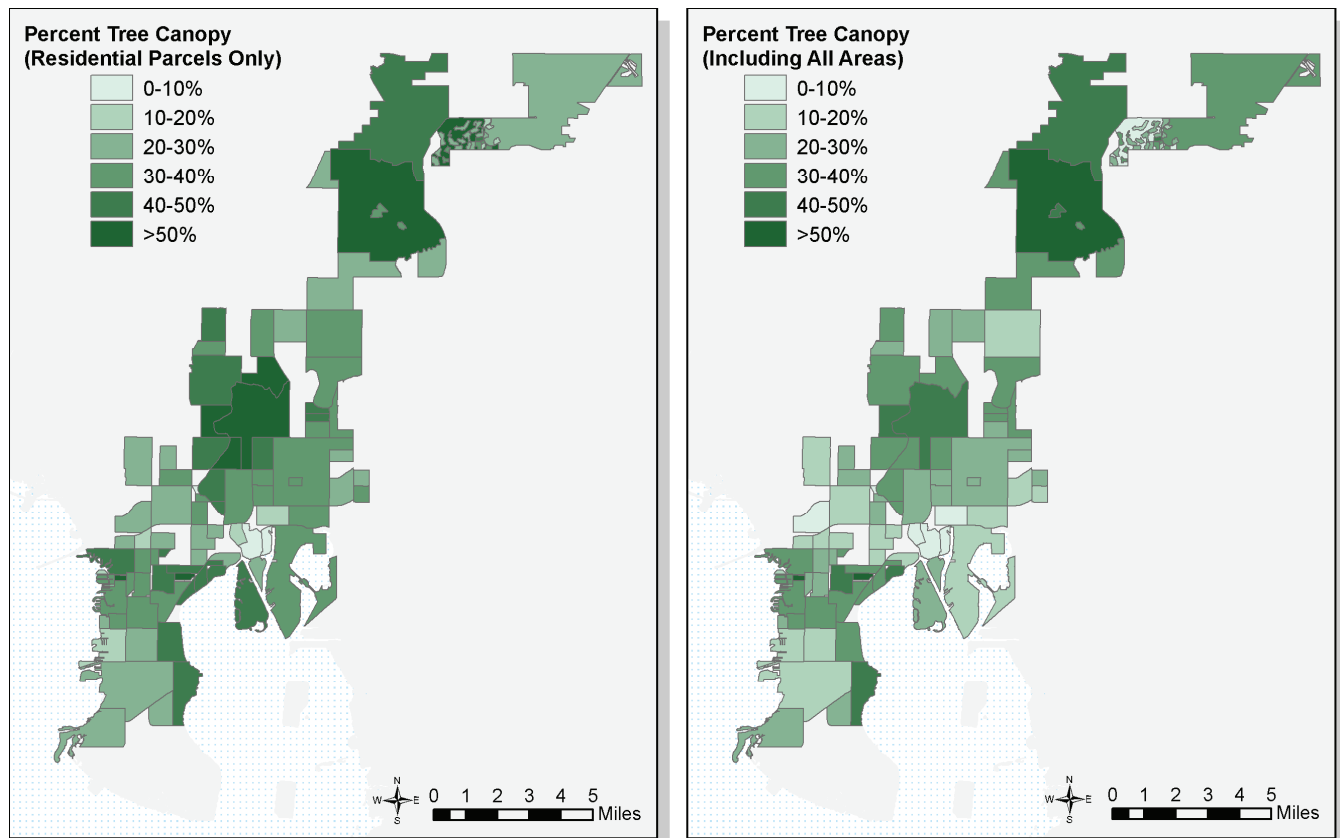 Percent Tree Canopy
(Residential Parcels Only)
0-10%
10-20%
20-30%
30-40%
40-50%
>50%
N
W E
S
0 1 2 3 4 5
Miles
Percent Tree Canopy
(Including All Areas)
0-10%
10-20%
20-30%
30-40%
40-50%
>50%
N
W E
S
0 1 2 3 4 5
Miles